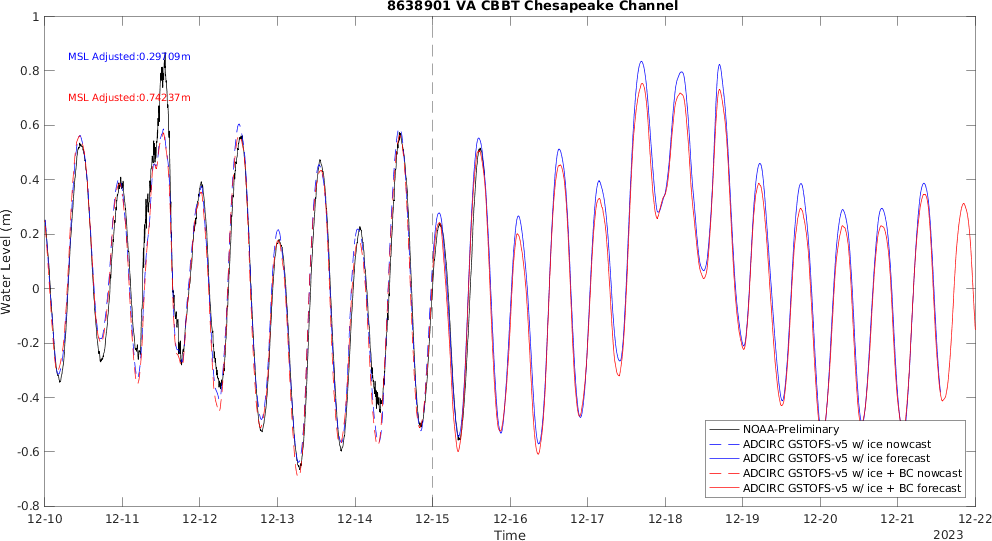 8638901 VA CBBT Chesapeake Channel
1
0.8
0.6
0.4
0.2
0
-0.2
-0.4
-0.6
-0.8
Water Level (m)
MSL Adjusted:0.29709m
MSL Adjusted:0.74237m
NOAA-Preliminary
ADCIRC GSTOFS-v5 w/ ice nowcast
ADCIRC GSTOFS-v5 w/ ice forecast
ADCIRC GSTOFS-v5 w/ ice + BC nowcast
ADCIRC GSTOFS-v5 w/ ice + BC forecast
12-10 12-11 12-12 12-13 12-14 12-15 12-16 12-17 12-18 12-19 12-20 12-21 12-22
Time
2023